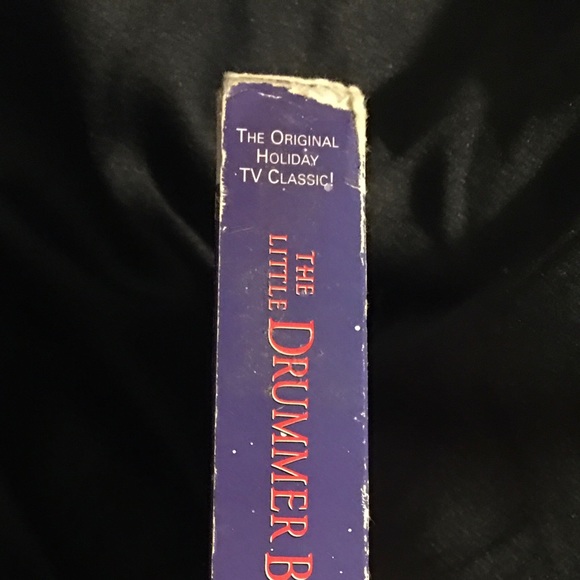 The Original
Holiday
TV Classic!
THE
LITTLE DRUMMER B